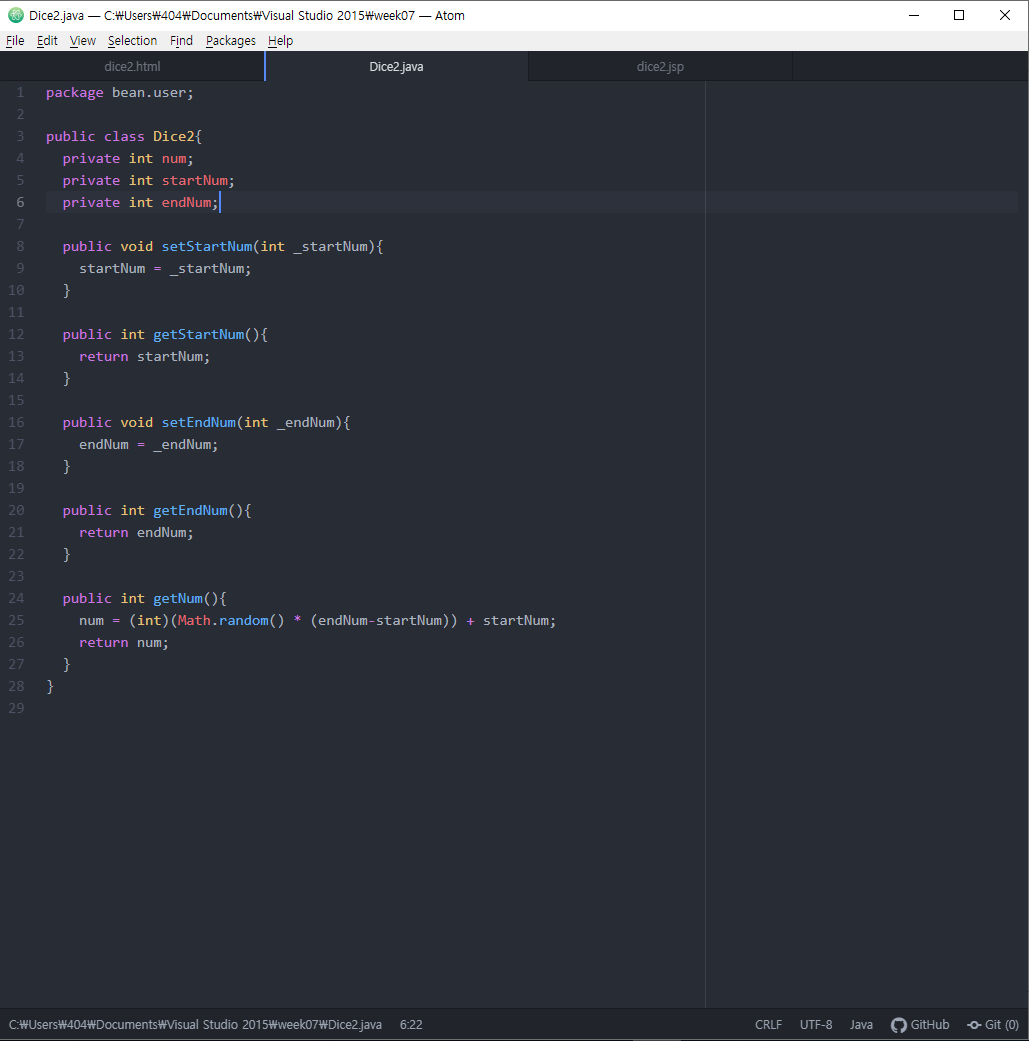 Dice2.java — C:₩Users₩404₩Documents₩Visual Studio 2015₩week07 — Atom
File Edit View Selection Find Packages Help
dice2.html Dice2.java dice2.jsp
1 package bean.user;
2
3 public class Dice2{
4 private int num;
5 private int startNum;
6 private int endNum;
7
8 public void setStartNum(int _startNum){
9 startNum = _startNum;
10 }
11
12 public int getStartNum(){
13 return startNum;
14 }
15
16 public void setEndNum(int _endNum){
17 endNum = _endNum;
18 }
19
20 public int getEndNum(){
21 return endNum;
22 }
23
24 public int getNum(){
25 num = (int)(Math.random() * (endNum-startNum)) + startNum;
26 return num;
27 }
28 }
29
C:₩Users₩404₩Documents₩Visual Studio 2015₩week07₩Dice2.java 6:22 CRLF UTF-8 Java GitHub Git (0)